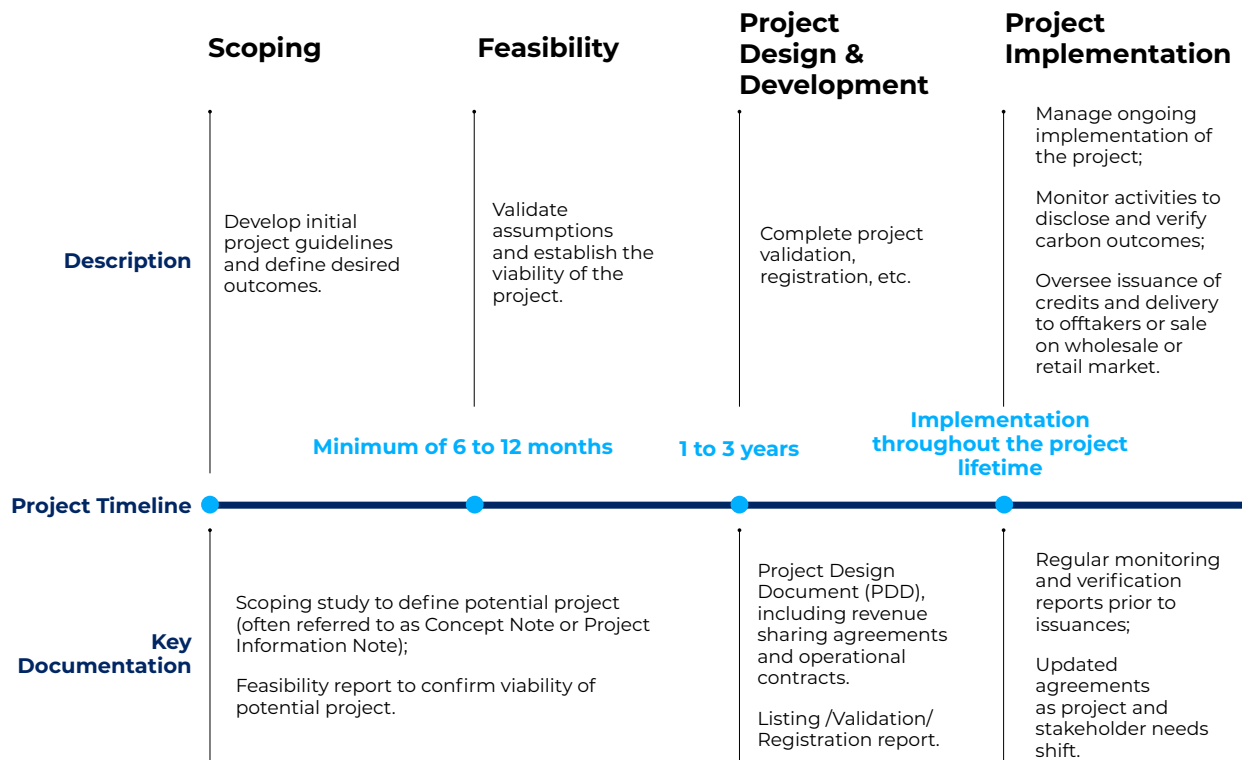 Scoping
Feasibility
Project
Design &
Development
Project
Implementation
Description
Develop initial
project guidelines
and define desired
outcomes.
Validate
assumptions
and establish the
viability of the
project.
Complete project
validation,
registration, etc.
Manage ongoing
implementation of
the project;
Monitor activities to
disclose and verify
carbon outcomes;
Oversee issuance of
credits and delivery
to offtakers or sale
on wholesale or
retail market.
Minimum of 6 to 12 months
1 to 3 years
Implementation
throughout the project
lifetime
Project Timeline
Key
Documentation
Scoping study to define potential project
(often referred to as Concept Note or Project
Information Note);
Feasibility report to confirm viability of
potential project.
Project Design
Document (PDD),
including revenue
sharing agreements
and operational
contracts.
Listing /Validation/
Registration report.
Regular monitoring
and verification
reports prior to
issuances;
Updated
agreements
as project and
stakeholder needs
shift.